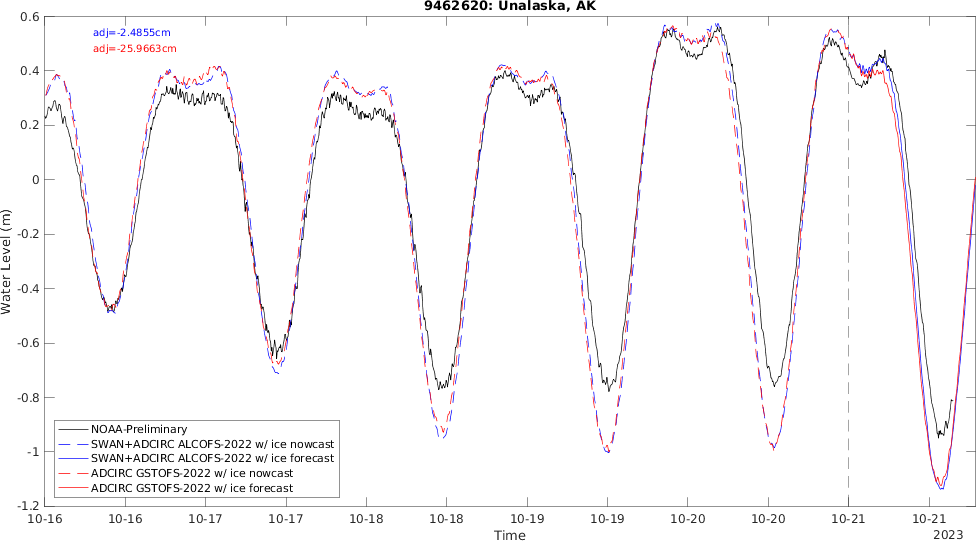 9462620: Unalaska, AK
adj=-2.4855cm
adj=-25.9663cm
Water Level (m)
0.6
0.4
0.2
0
-0.2
-0.4
-0.6
-0.8
-1
-1.2
NOAA-Preliminary
SWAN+ADCIRC ALCOFS-2022 w/ ice nowcast
SWAN+ADCIRC ALCOFS-2022 w/ ice forecast
ADCIRC GSTOFS-2022 w/ ice nowcast
ADCIRC GSTOFS-2022 w/ ice forecast
10-16 10-16 10-17 10-17 10-18 10-18 10-19 10-19 10-20 10-20 10-21 10-21
Time
2023